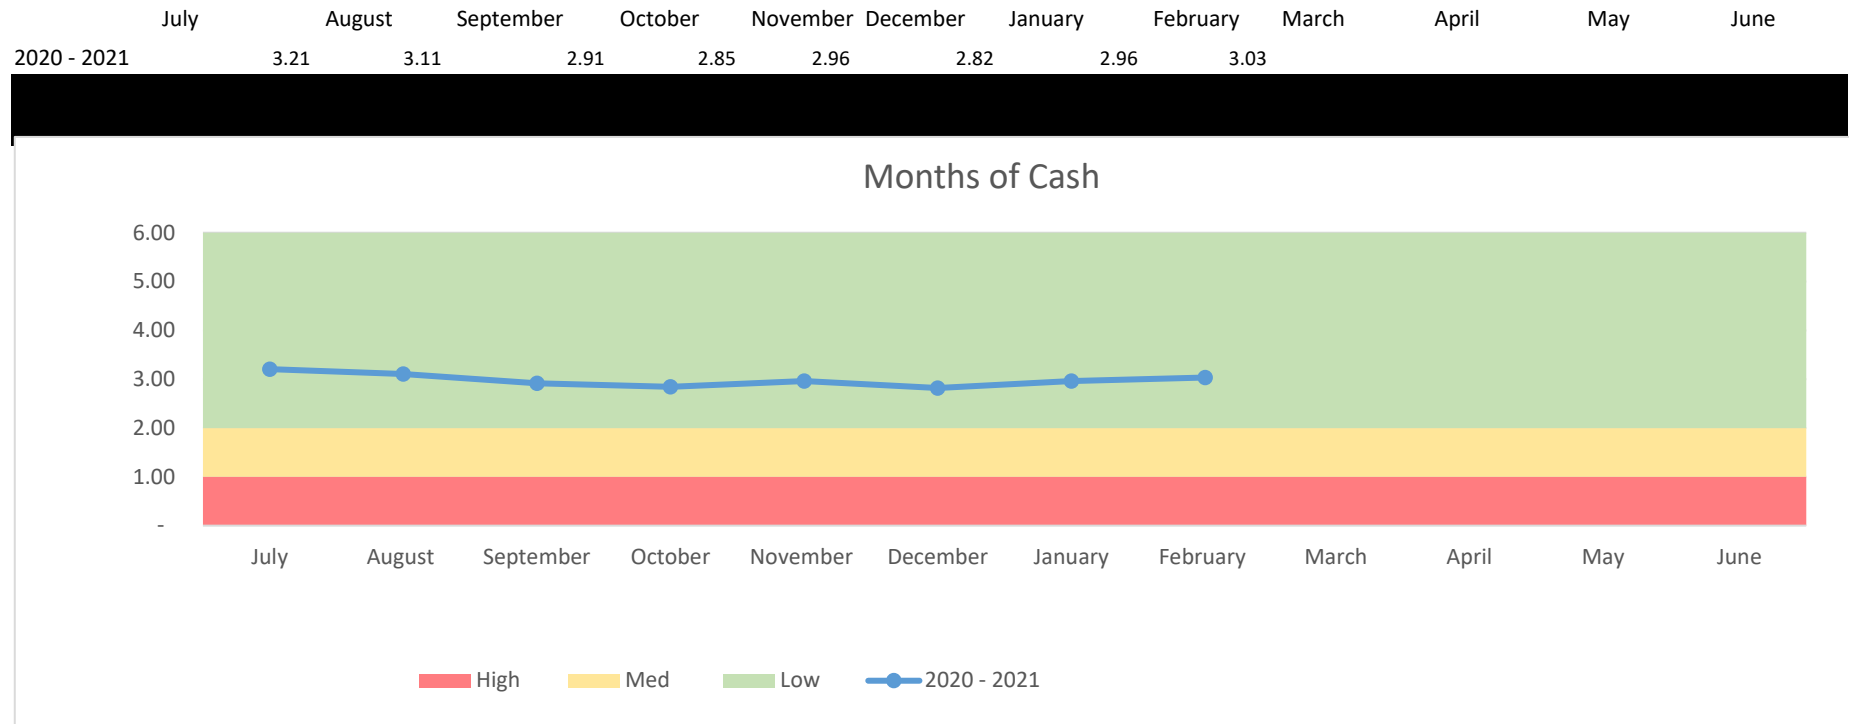 July August September October November December January February March April May June
2020 - 2021 3.21 3.11 2.91 2.85 2.96 2.82 2.96 3.03
Months of Cash
6.00
5.00
4.00
3.00
2.00
1.00
-
July August September October November December January February March April May June
High Med Low 2020 - 2021